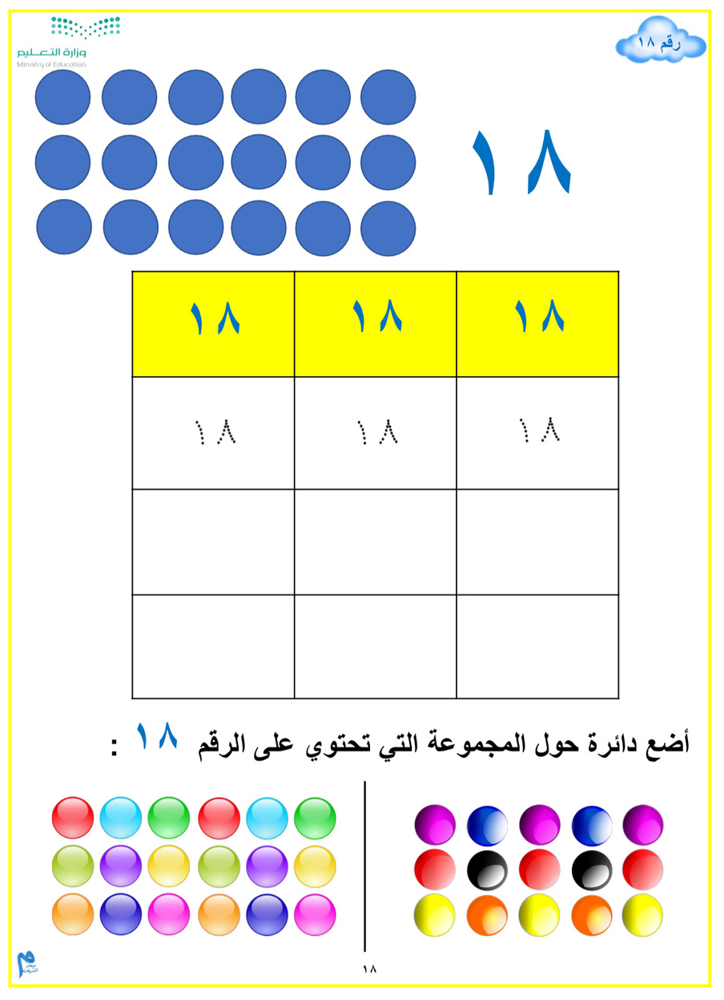 رقم ١٨
وزارة التعليم
Ministry of Education
١٨
١٨ ١٨ ١٨
١٨ ١٨ ١٨
أضع دائرة حول المجموعة التي تحتوي على الرقم ١٨ :
١٨